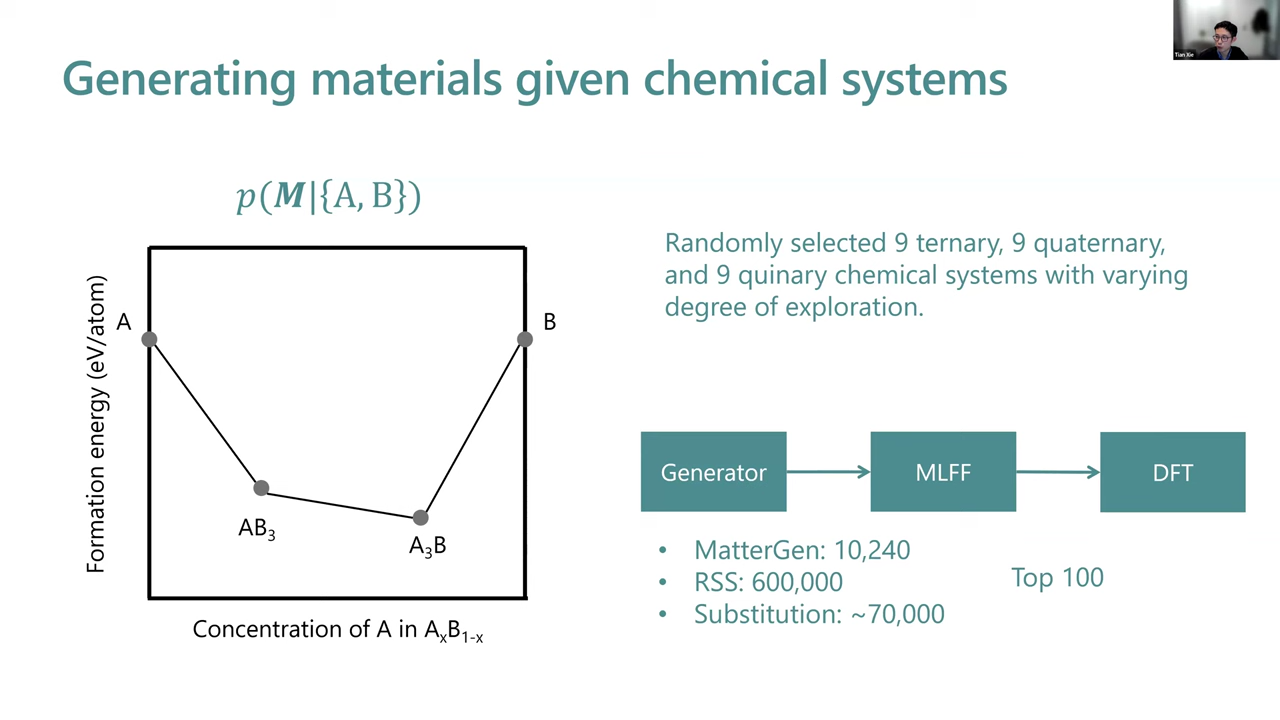 Generating materials given chemical systems
Tian Xie
p(M|{A, B})
Formation energy (eV/atom)
A
B
AB₃
A₃B
Concentration of A in AₓB₁₋ₓ
Randomly selected 9 ternary, 9 quaternary,
and 9 quinary chemical systems with varying
degree of exploration.
Generator
MLFF
DFT
• MatterGen: 10,240
• RSS: 600,000
• Substitution: ~70,000
Top 100